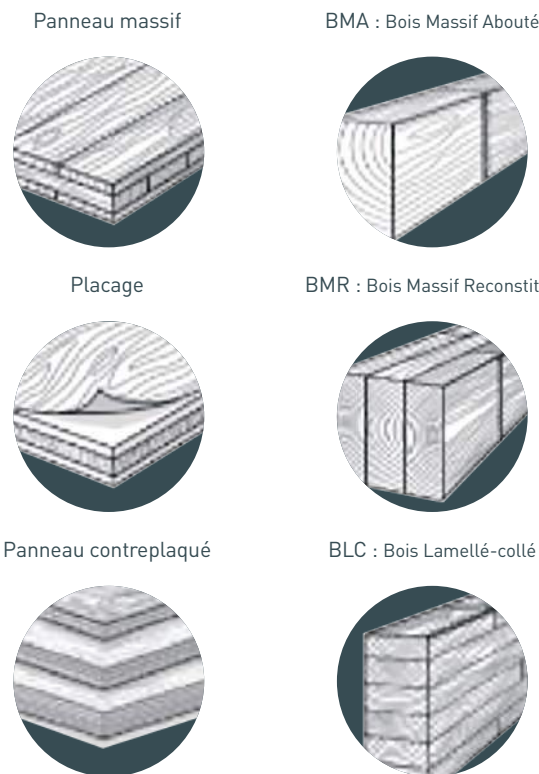 Panneau massif
BMA : Bois Massif Abouté
Placage
BMR : Bois Massif Reconstit
Panneau contreplaqué
BLC : Bois Lamellé-collé